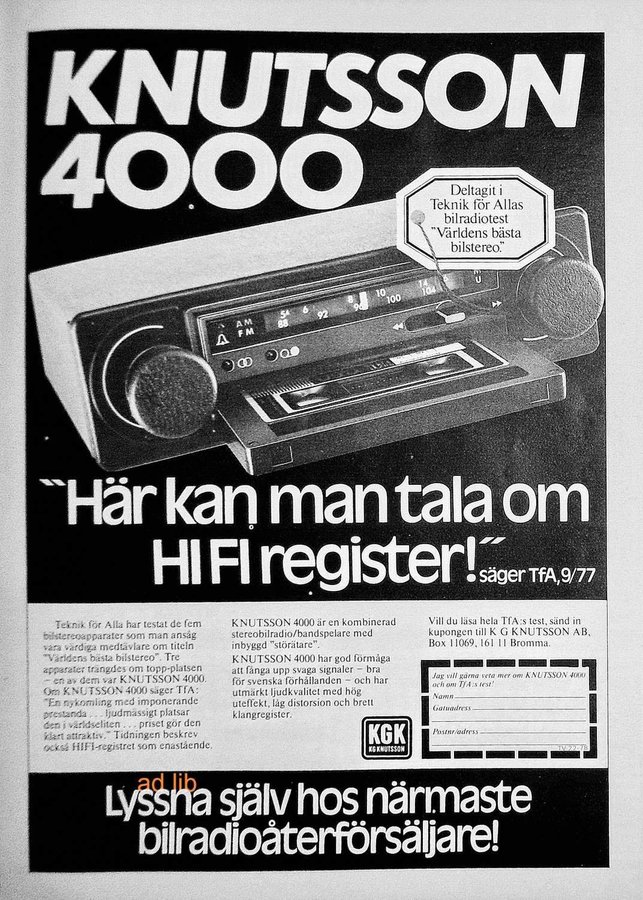 KNUTSSON
4000
Deltagit i
Teknik för Allas
bilradiotest
"Världens bästa
bilstereo."
AM
FM
54
88
92
8
96
10
100
14
104
M
U
"Här kan man tala om
HI FI register!"
säger TfA, 9/77
Teknik för Alla har testat de fem
bilstereoapparater som man ansåg
vara värdiga medtävlare om titeln
"Världens bästa bilstereo". Tre
apparater trängdes om topp-platsen
– en av dem var KNUTSSON 4000.
Om KNUTSSON 4000 säger TfA:
"En nykomling med imponerande
prestanda . . . ljudmässigt platsar
den i världseliten . . . priset gör den
klart attraktiv." Tidningen beskrev
också HIFI-registret som enastående.
KNUTSSON 4000 är en kombinerad
stereobilradio/bandspelare med
inbyggd "störätare".
KNUTSSON 4000 har god förmåga
att fånga upp svaga signaler – bra
för svenska förhållanden – och har
utmärkt ljudkvalitet med hög
uteffekt, låg distorsion och brett
klangregister.
KGK
KG KNUTSSON
Vill du läsa hela TfA:s test, sänd in
kupongen till K G KNUTSSON AB,
Box 11069, 161 11 Bromma.
Jag vill gärna veta mer om KNUTSSON 4000
och om TfA:s test!
Namn
Gatuadress
Postnr/adress
TV 77-78
ad lib
Lyssna själv hos närmaste
bilradioåterförsäljare!